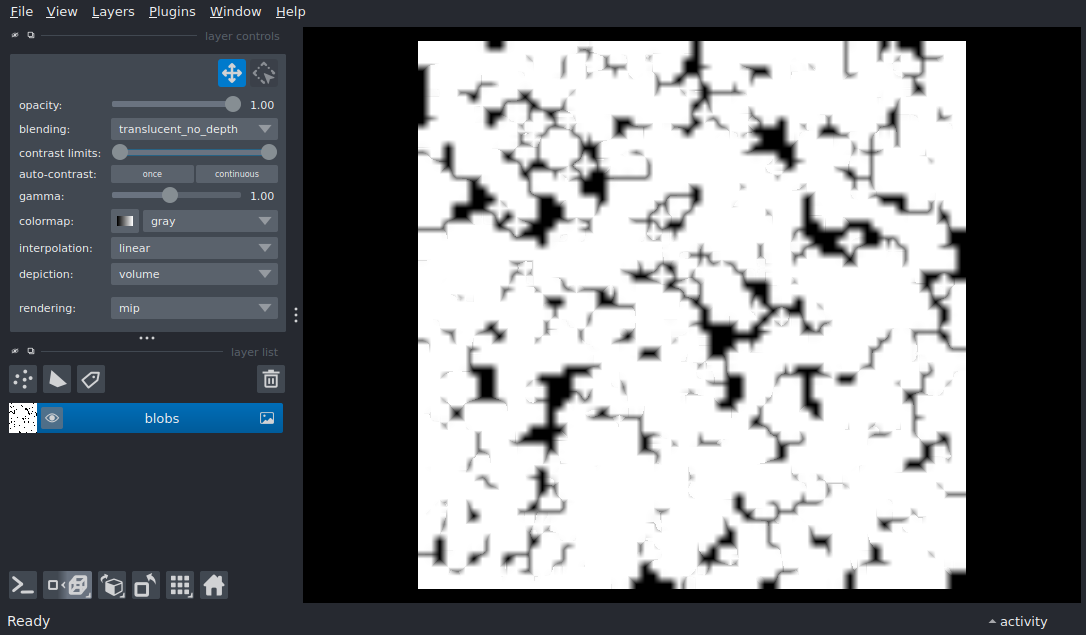 File View Layers Plugins Window Help
layer controls
opacity: 1.00
blending: translucent_no_depth
contrast limits:
auto-contrast: once continuous
gamma: 1.00
colormap: gray
interpolation: linear
depiction: volume
rendering: mip
layer list
blobs
Ready
activity